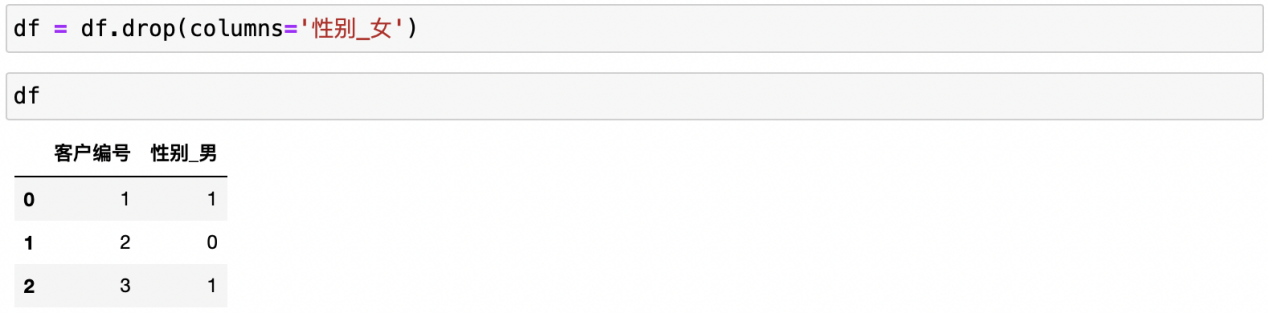 df = df.drop(columns='性别_女')
df
客户编号 性别_男
0 1 1
1 2 0
2 3 1